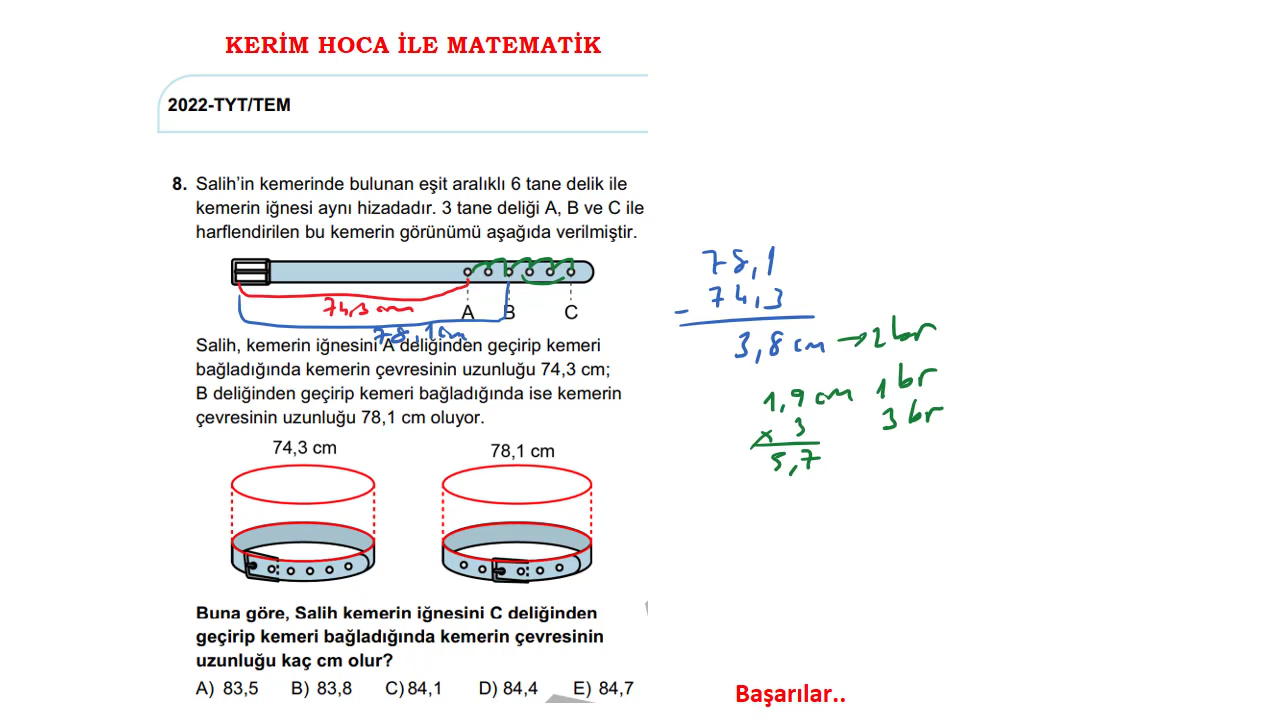 KERİM HOCA İLE MATEMATİK
2022-TYT/TEM
8. Salih'in kemerinde bulunan eşit aralıklı 6 tane delik ile
kemerin iğnesi aynı hizadadır. 3 tane deliği A, B ve C ile
harflendirilen bu kemerin görünümü aşağıda verilmiştir.
74,3 cm
A B C
78,1 cm
Salih, kemerin iğnesini A deliğinden geçirip kemeri
bağladığında kemerin çevresinin uzunluğu 74,3 cm;
B deliğinden geçirip kemeri bağladığında ise kemerin
çevresinin uzunluğu 78,1 cm oluyor.
74,3 cm 78,1 cm
Buna göre, Salih kemerin iğnesini C deliğinden
geçirip kemeri bağladığında kemerin çevresinin
uzunluğu kaç cm olur?
A) 83,5 B) 83,8 C) 84,1 D) 84,4 E) 84,7
78,1
- 74,3
3,8 cm → 2 br
1,9 cm 1 br
x 3 3 br
5,7
Başarılar..